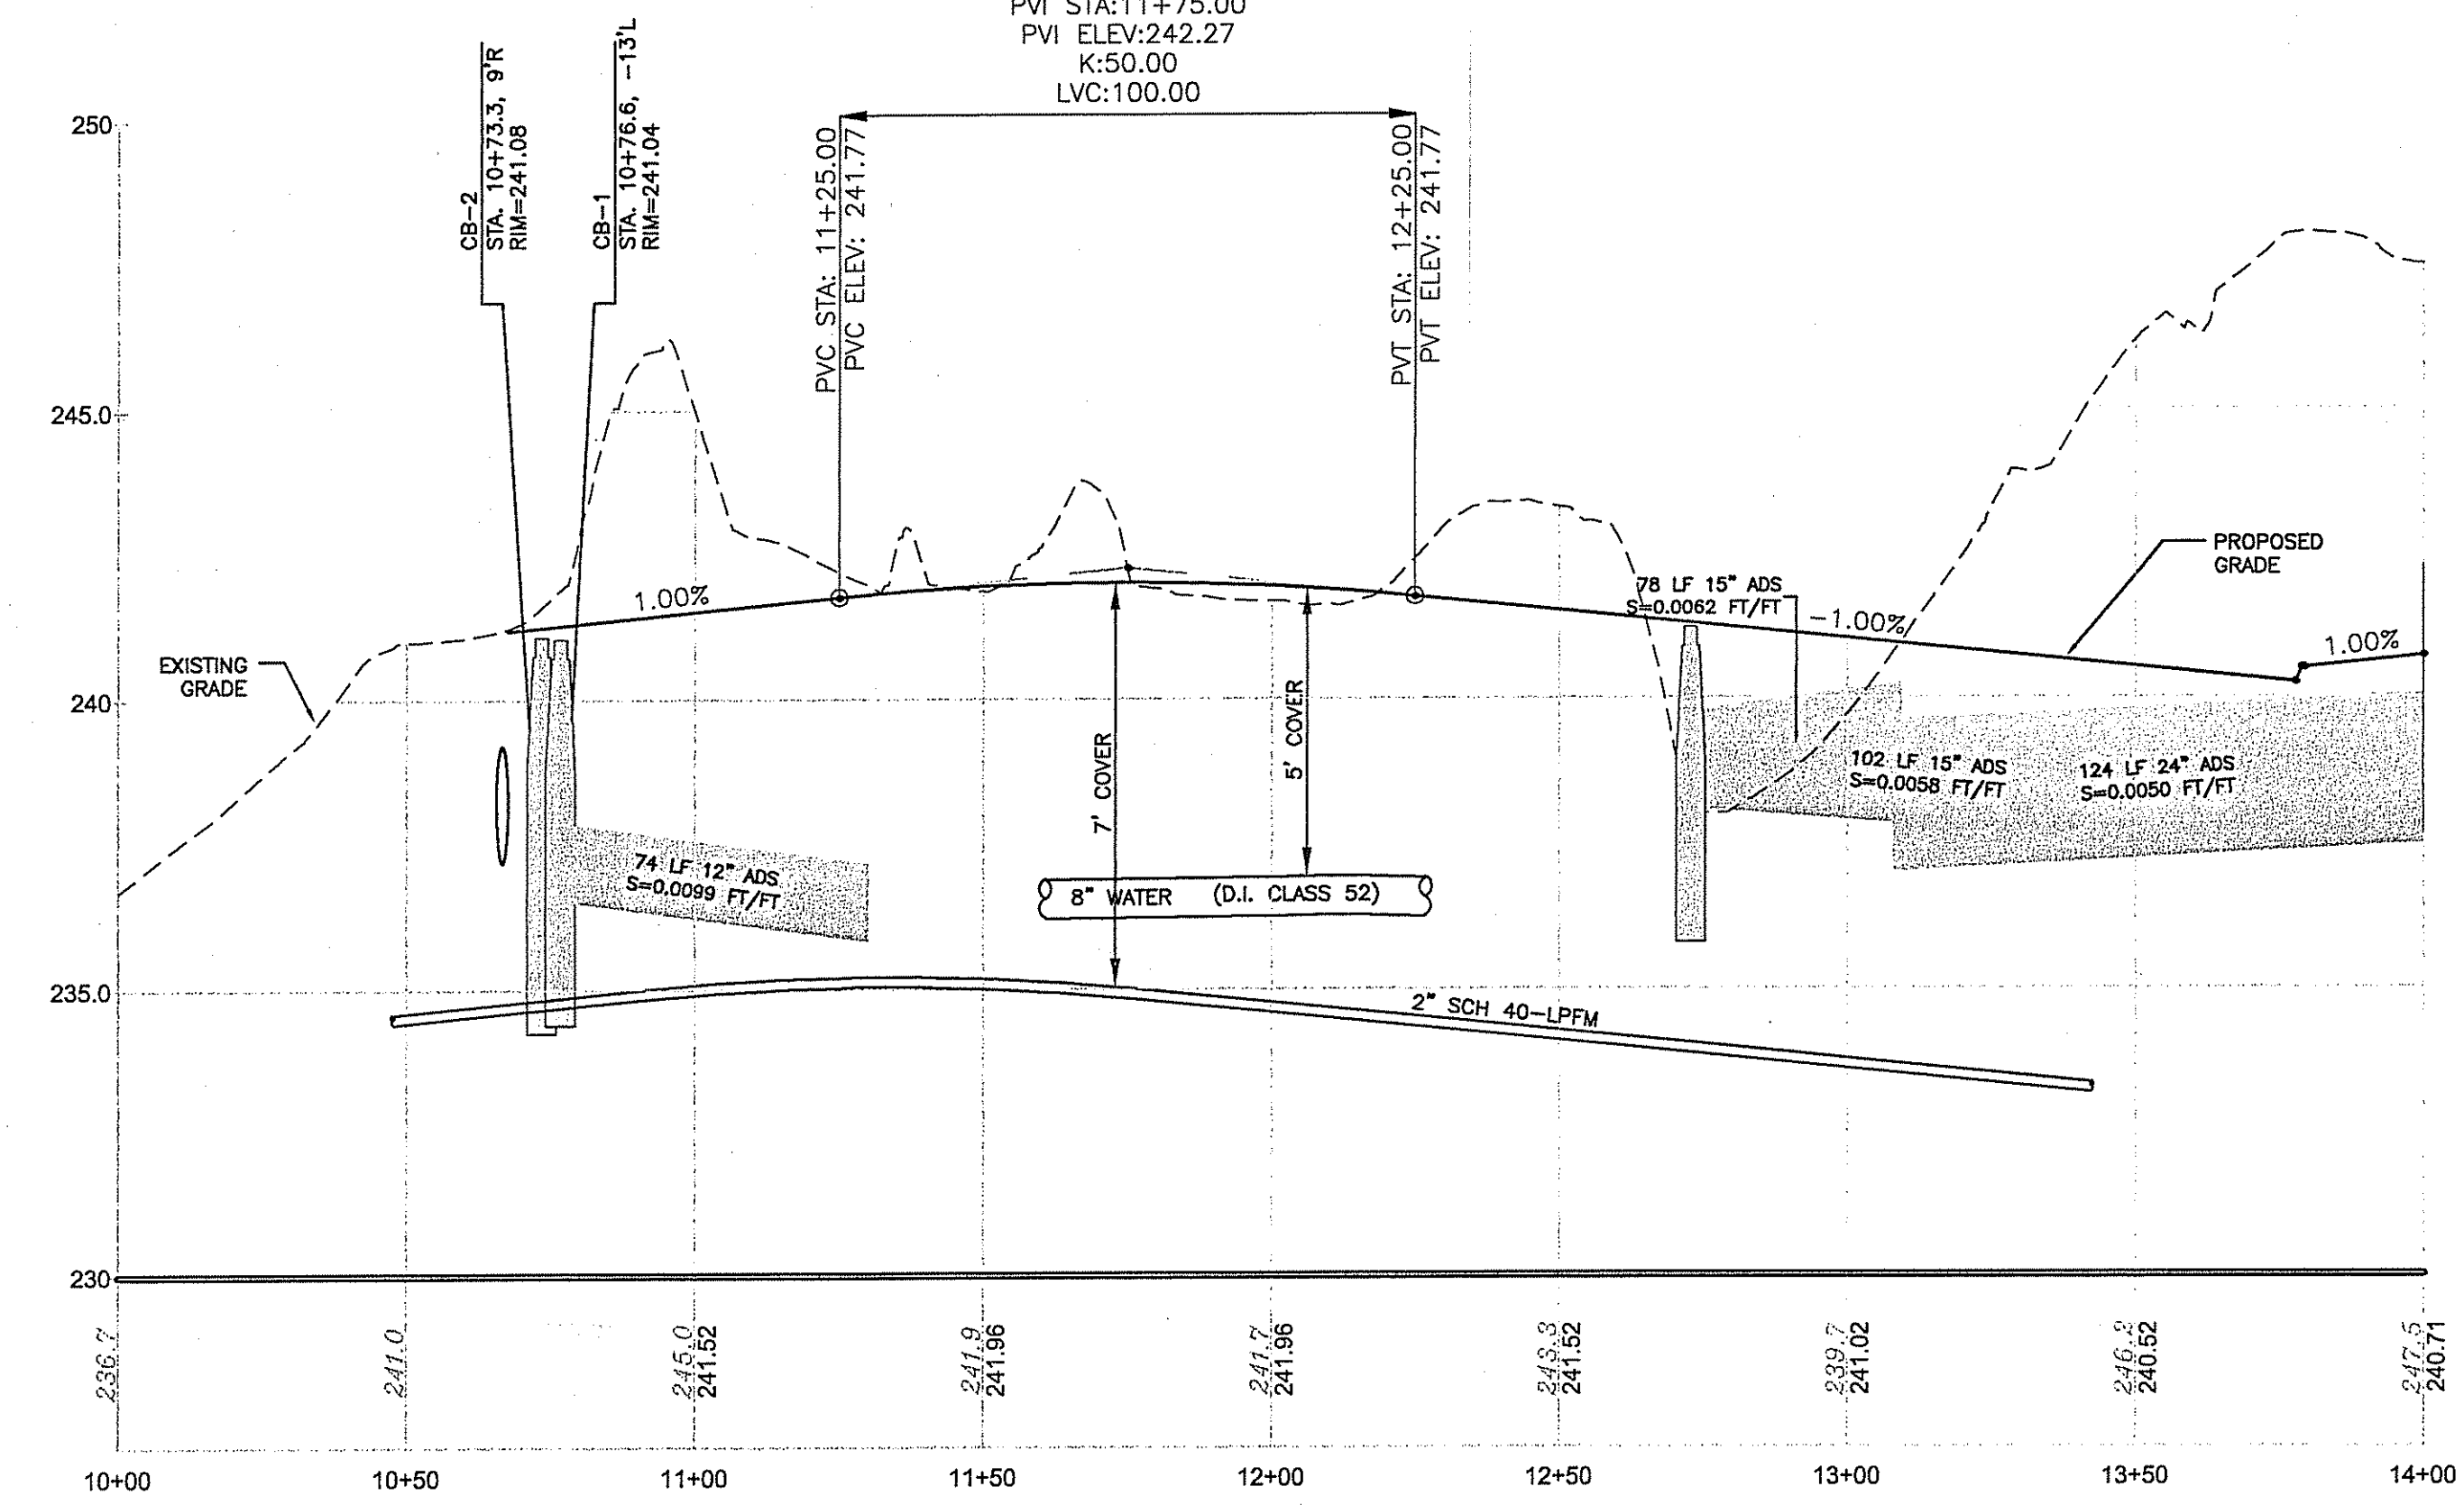 PVI STA:11+75.00
PVI ELEV:242.27
K:50.00
LVC:100.00
CB-2
STA. 10+73.3, 9'R
RIM=241.08
CB-1
STA. 10+76.6, -13'L
RIM=241.04
PVC STA: 11+25.00
PVC ELEV: 241.77
PVT STA: 12+25.00
PVT ELEV: 241.77
250
245.0
240
235.0
230
EXISTING
GRADE
1.00%
78 LF 15" ADS
S=0.0062 FT/FT
-1.00%
PROPOSED
GRADE
1.00%
7' COVER
5' COVER
102 LF 15" ADS
S=0.0058 FT/FT
124 LF 24" ADS
S=0.0050 FT/FT
74 LF 12" ADS
S=0.0099 FT/FT
8" WATER (D.I. CLASS 52)
2" SCH 40-LPFM
236.7
241.0
245.0
241.52
241.9
241.96
241.7
241.96
243.3
241.52
239.7
241.02
246.2
240.52
247.5
240.71
10+00
10+50
11+00
11+50
12+00
12+50
13+00
13+50
14+00